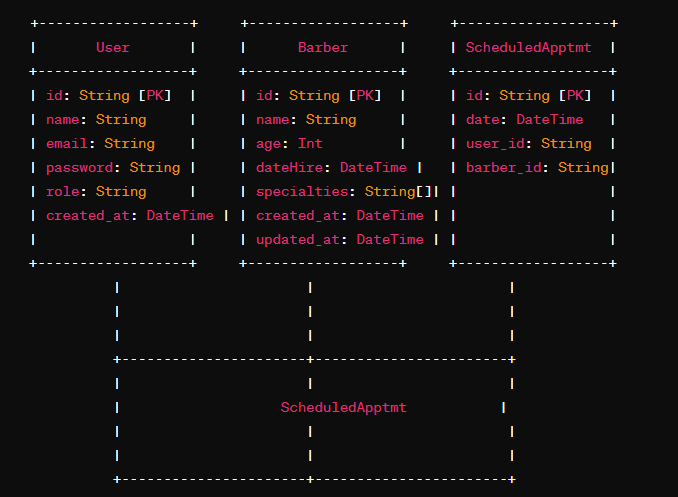 +------------------+     +------------------+     +------------------+
|       User       |     |      Barber      |     | ScheduledApptmt  |
+------------------+     +------------------+     +------------------+
| id: String [PK]  |     | id: String [PK]  |     | id: String [PK]  |
| name: String     |     | name: String     |     | date: DateTime   |
| email: String    |     | age: Int         |     | user_id: String  |
| password: String |     | dateHire: DateTime |   | barber_id: String|
| role: String     |     | specialties: String[]| |                  |
| created_at: DateTime | | created_at: DateTime | |                  |
|                  |     | updated_at: DateTime | |                  |
+------------------+     +------------------+     +------------------+
          |                      |                       |
          |                      |                       |
          |                      |                       |
          +----------------------+-----------------------+
          |                      |                       |
          |                   ScheduledApptmt           |
          |                      |                       |
          |                      |                       |
          +----------------------+-----------------------+